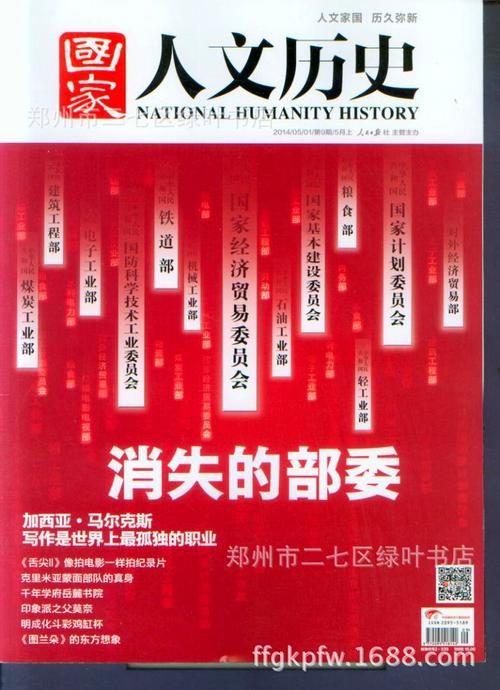 人文家国 历久弥新
國家
人文历史
NATIONAL HUMANITY HISTORY
郑州市二七区绿叶书店
2014/05/01/第9期/5月上 人民日报社 主管主办
建筑工程部
煤炭工业部
电子工业部
国防科学技术工业委员会
铁道部
机械工业部
国家经济贸易委员会
石油工业部
国家基本建设委员会
粮食部
轻工业部
国家计划委员会
对外经济贸易部
消失的部委
加西亚·马尔克斯
写作是世界上最孤独的职业
郑州市二七区绿叶书店
《舌尖II》像拍电影一样拍纪录片
克里米亚蒙面部队的真身
千年学府岳麓书院
印象派之父莫奈
明成化斗彩鸡缸杯
《图兰朵》的东方想象
ISSN 2095-5189
ffgkpfw.1688.com